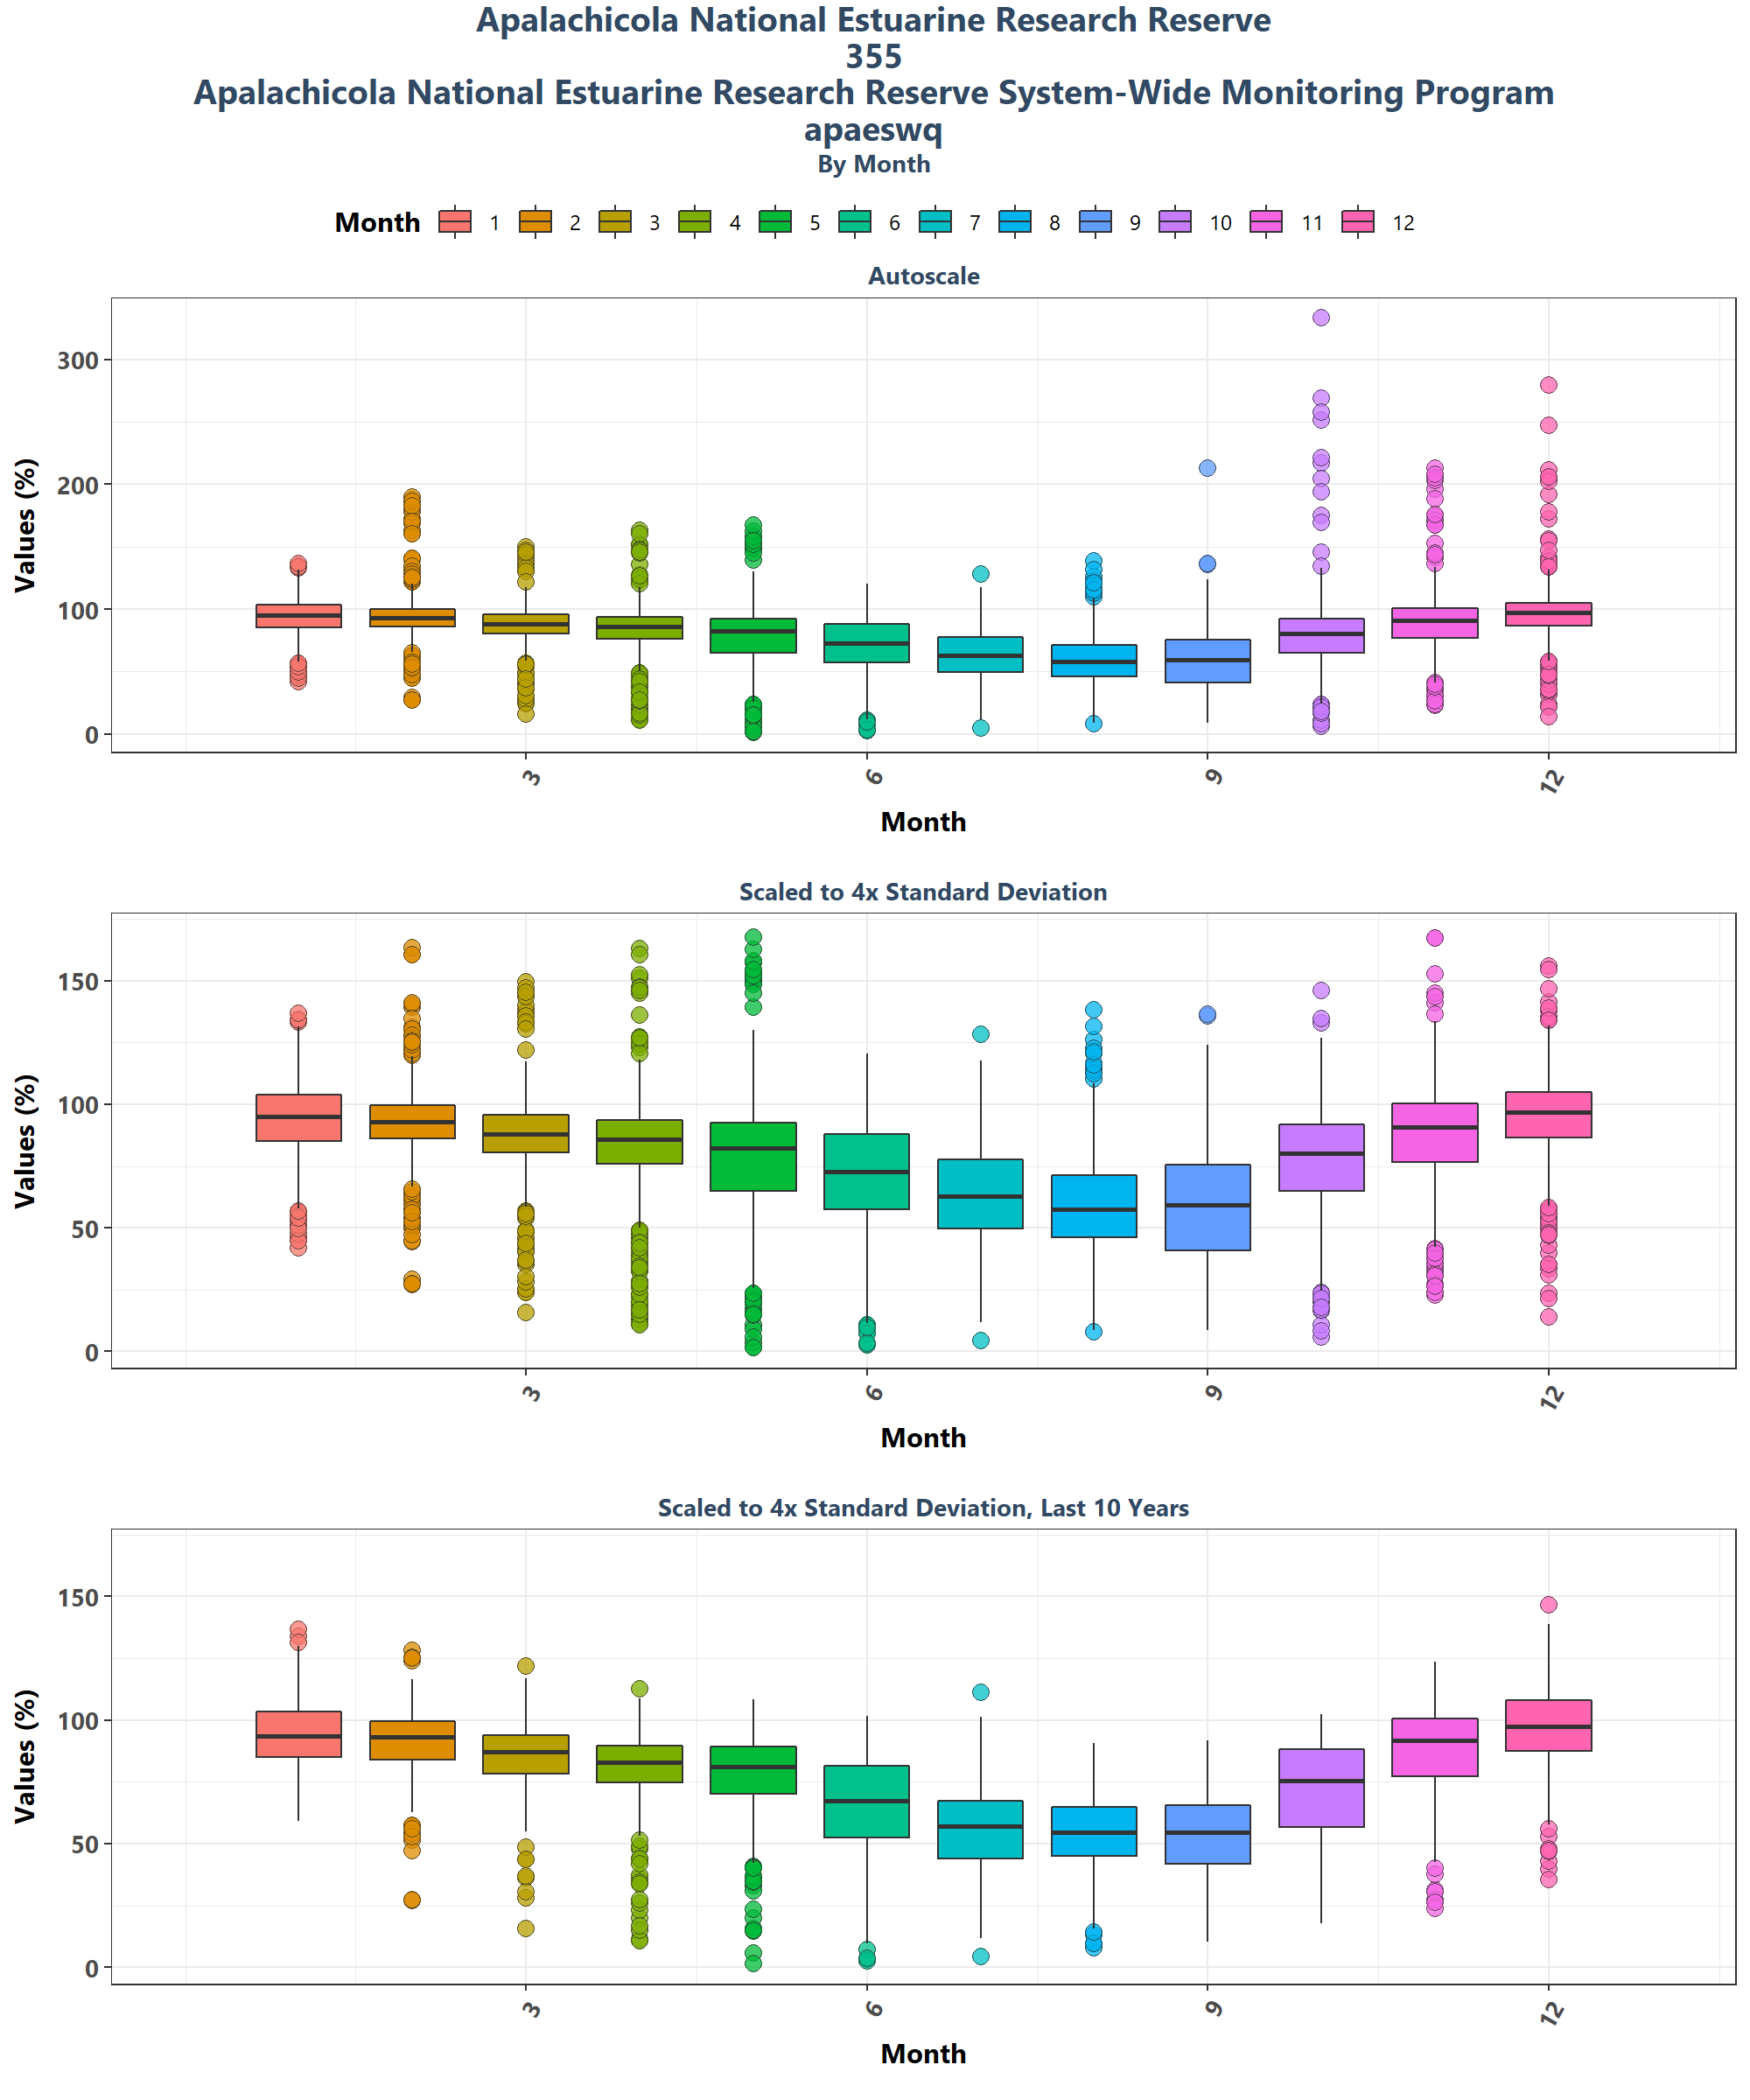 Apalachicola National Estuarine Research Reserve
355
Apalachicola National Estuarine Research Reserve System-Wide Monitoring Program
apaeswq
By Month
Month 1 2 3 4 5 6 7 8 9 10 11 12
Autoscale
Values (%)
300
200
100
0
3 6 9 12
Month
Scaled to 4x Standard Deviation
Values (%)
150
100
50
0
3 6 9 12
Month
Scaled to 4x Standard Deviation, Last 10 Years
Values (%)
150
100
50
0
3 6 9 12
Month